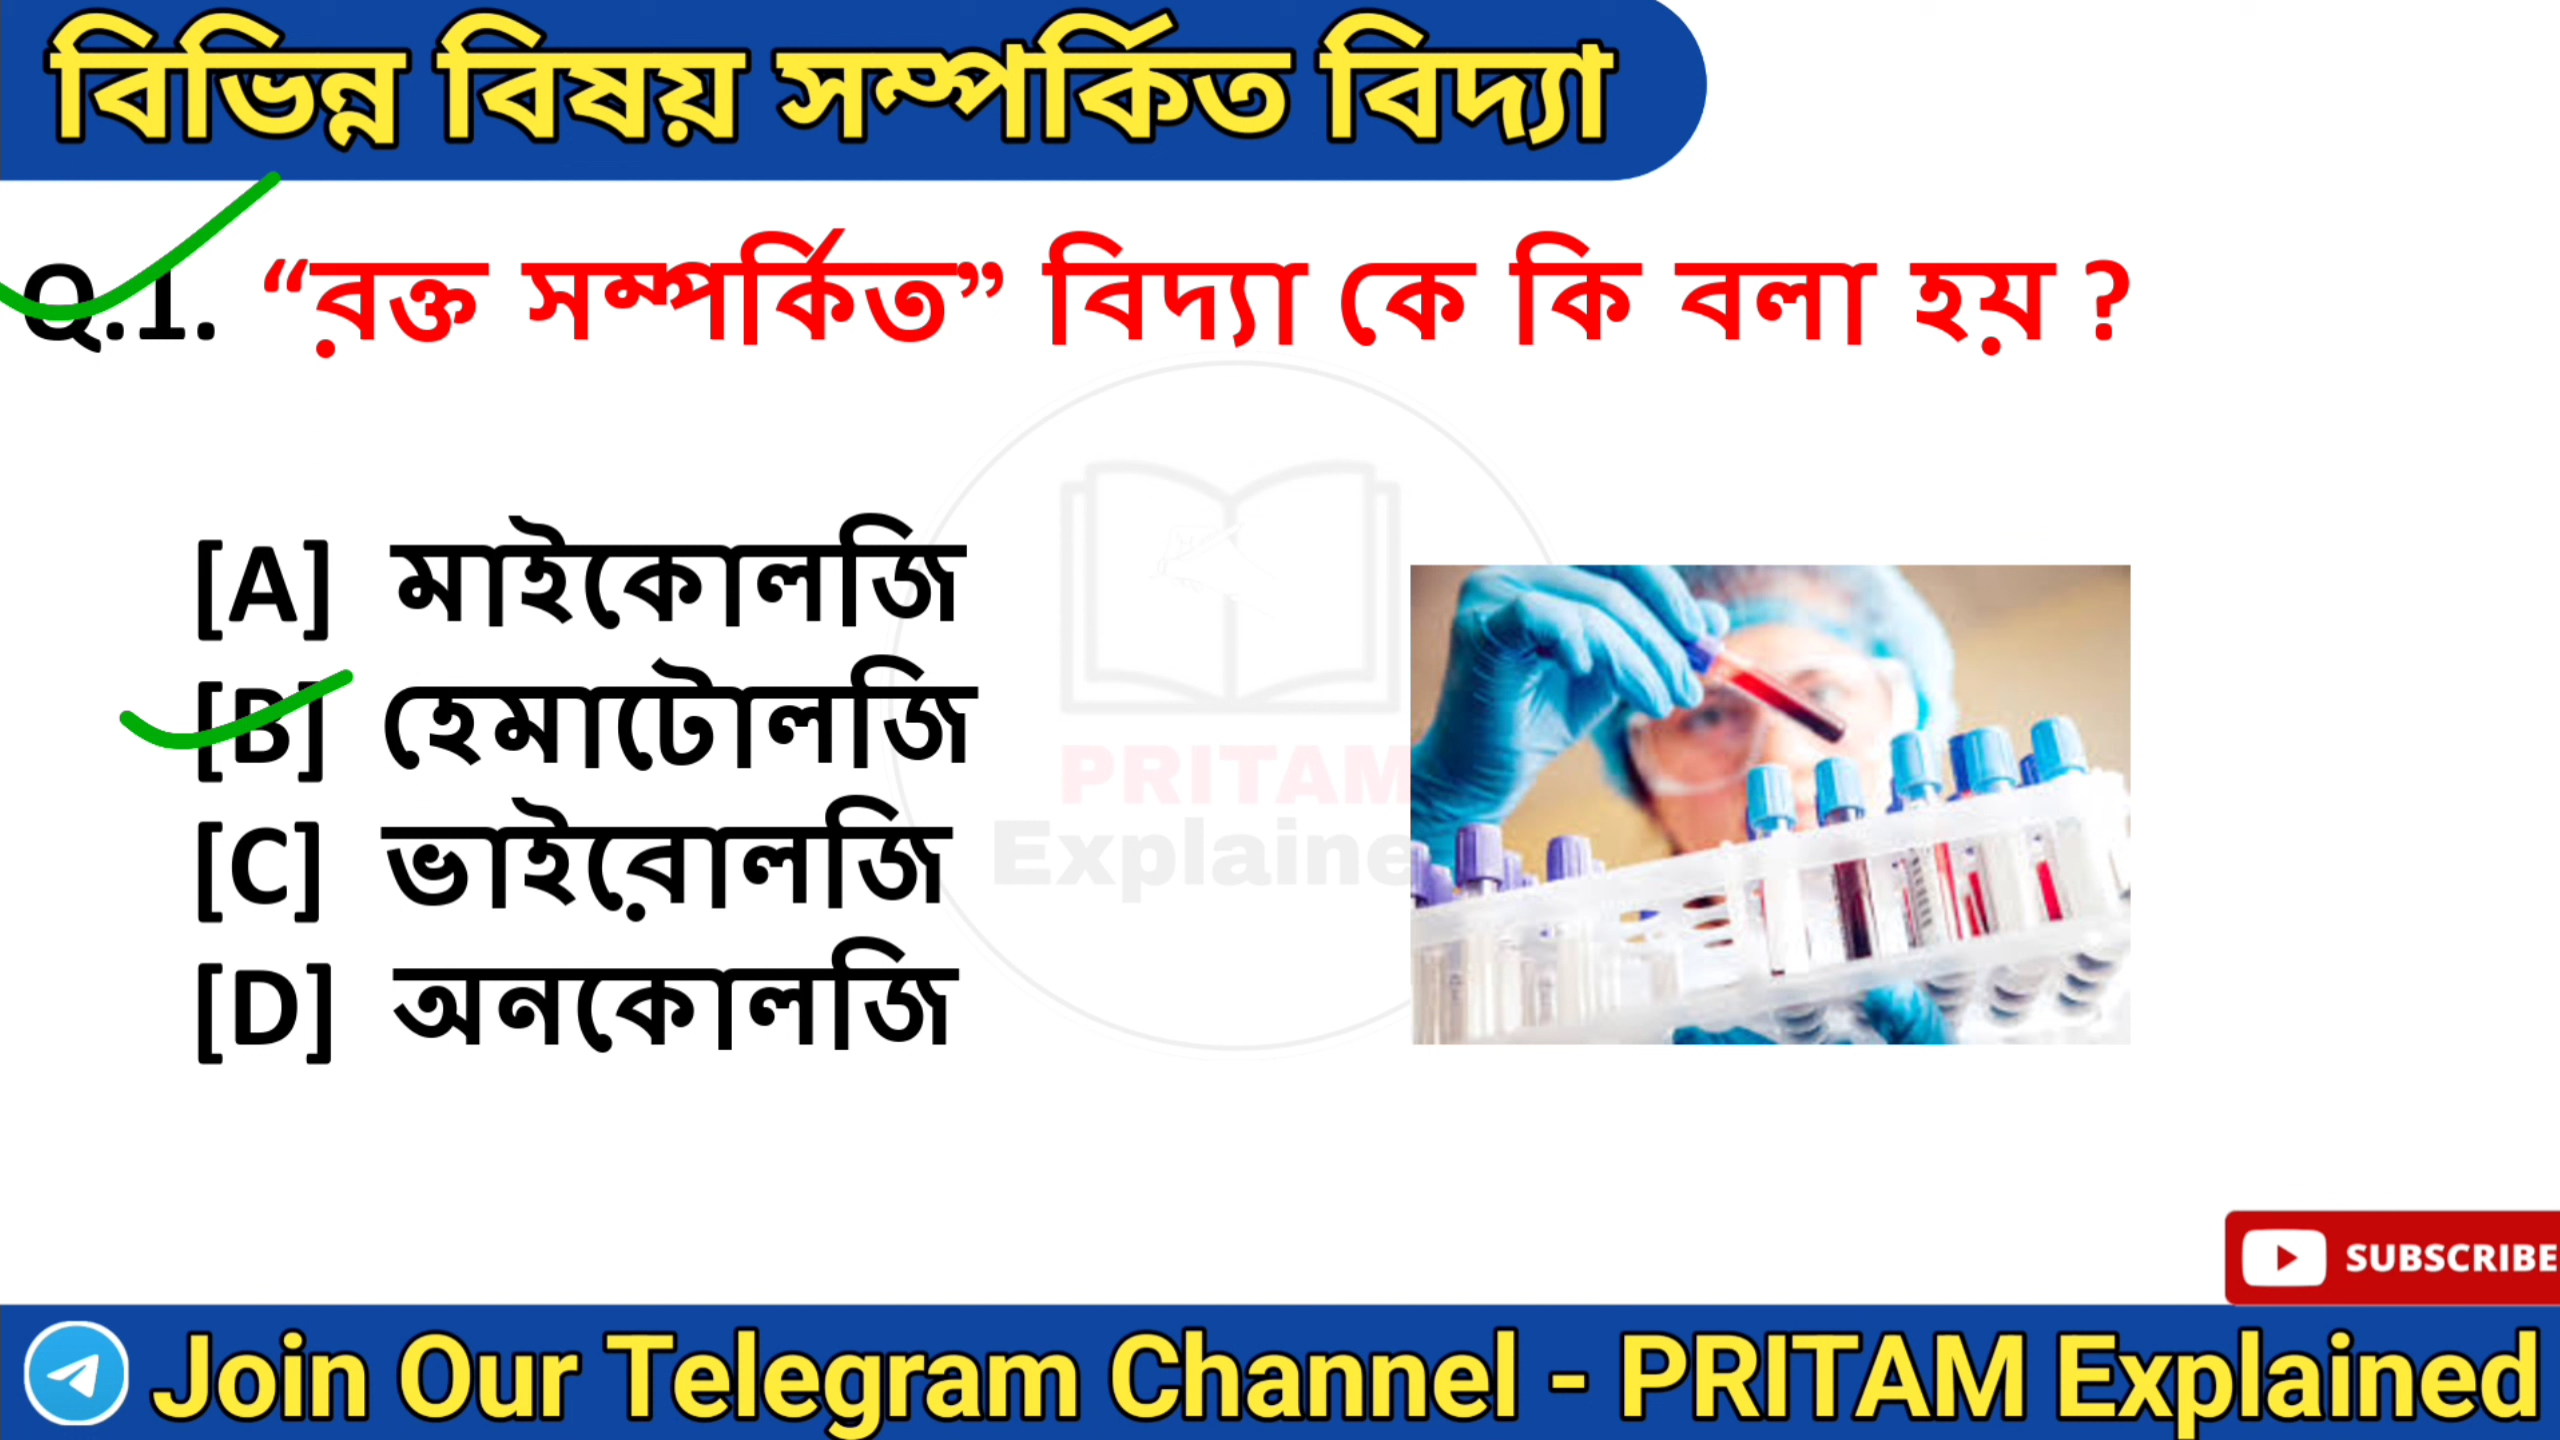 বিভিন্ন বিষয় সম্পর্কিত বিদ্যা
Q.1. “রক্ত সম্পর্কিত” বিদ্যা কে কি বলা হয় ?
[A] মাইকোলজি
[B] হেমাটোলজি
[C] ভাইরোলজি
[D] অনকোলজি
PRITAM
Explaine
SUBSCRIBE
Join Our Telegram Channel - PRITAM Explained